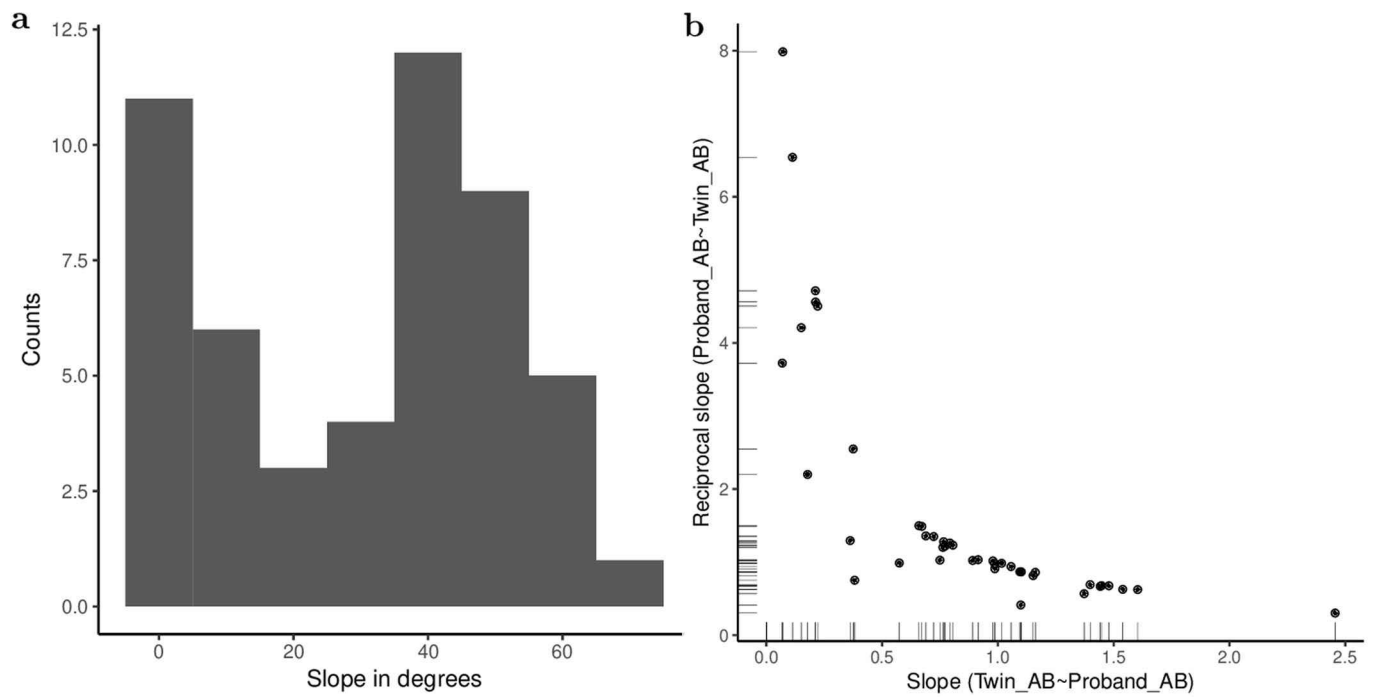 a
12.5
10.0
7.5
5.0
2.5
0.0
Counts
0 20 40 60
Slope in degrees
b
8
6
4
2
0
Reciprocal slope (Proband_AB~Twin_AB)
0.0 0.5 1.0 1.5 2.0 2.5
Slope (Twin_AB~Proband_AB)